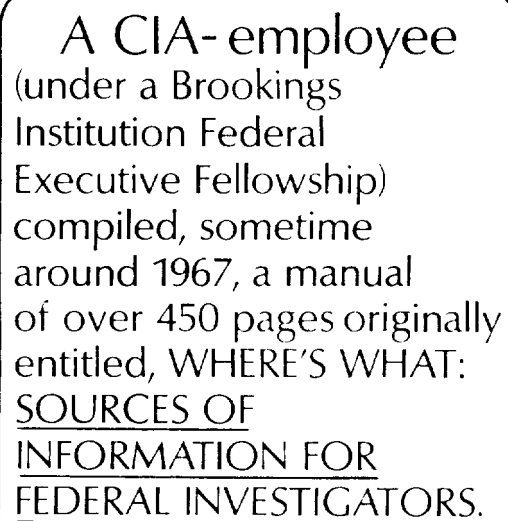 A CIA-employee
(under a Brookings
Institution Federal
Executive Fellowship)
compiled, sometime
around 1967, a manual
of over 450 pages originally
entitled, WHERE'S WHAT:
SOURCES OF
INFORMATION FOR
FEDERAL INVESTIGATORS.